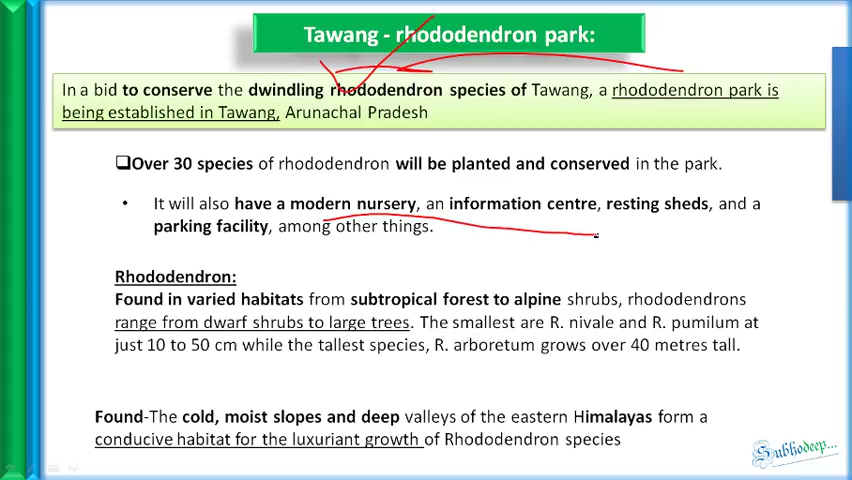 Tawang - rhododendron park:
In a bid to conserve the dwindling rhododendron species of Tawang, a rhododendron park is
being established in Tawang, Arunachal Pradesh
❑Over 30 species of rhododendron will be planted and conserved in the park.
• It will also have a modern nursery, an information centre, resting sheds, and a
parking facility, among other things.
Rhododendron:
Found in varied habitats from subtropical forest to alpine shrubs, rhododendrons
range from dwarf shrubs to large trees. The smallest are R. nivale and R. pumilum at
just 10 to 50 cm while the tallest species, R. arboretum grows over 40 metres tall.
Found-The cold, moist slopes and deep valleys of the eastern Himalayas form a
conducive habitat for the luxuriant growth of Rhododendron species
Subhodeep...